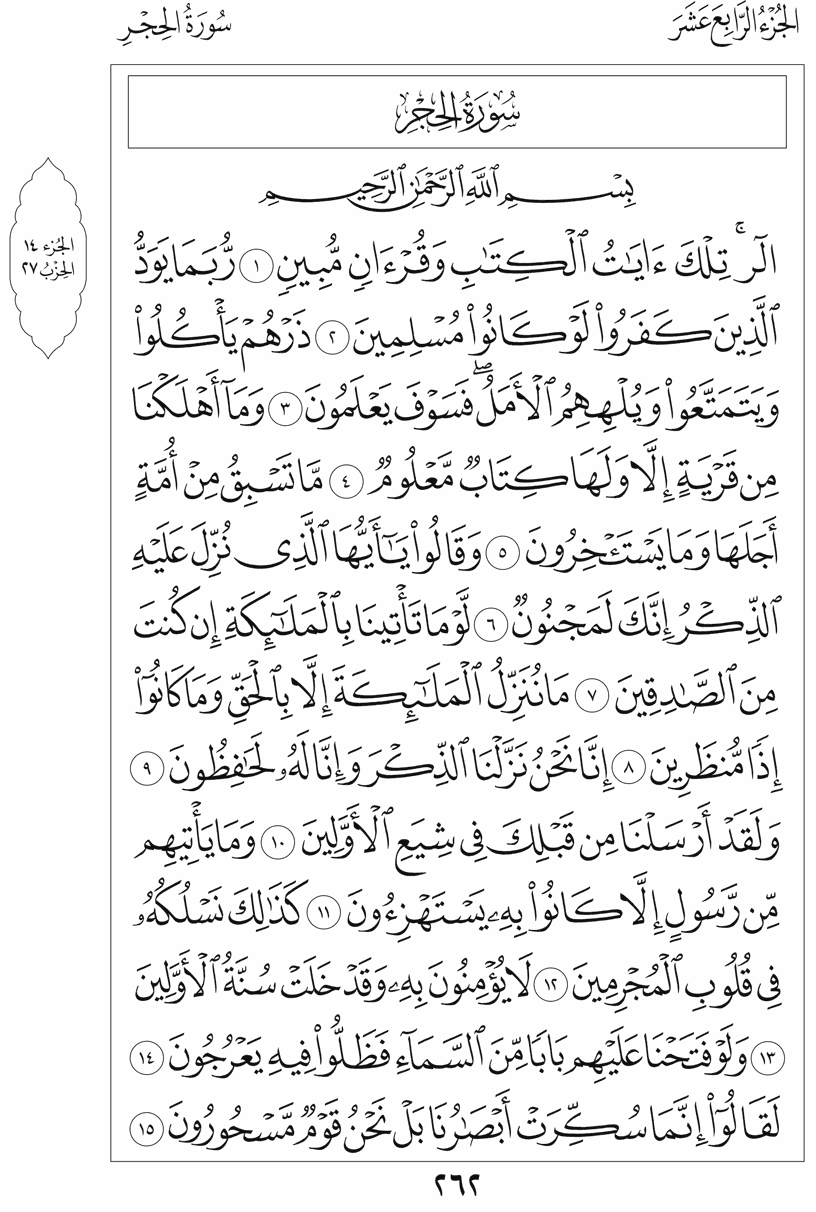 الجُزْءُ الرَّابِعَ عَشَرَ
سُورَةُ الحِجْرِ
سُورَةُ الحِجْرِ
بِسْمِ ٱللَّهِ ٱلرَّحْمَٰنِ ٱلرَّحِيمِ
الٓرۚ تِلْكَ ءَايَٰتُ ٱلْكِتَٰبِ وَقُرْءَانٍ مُّبِينٍ ١ رُّبَمَا يَوَدُّ
ٱلَّذِينَ كَفَرُوا۟ لَوْ كَانُوا۟ مُسْلِمِينَ ٢ ذَرْهُمْ يَأْكُلُوا۟
وَيَتَمَتَّعُوا۟ وَيُلْهِهِمُ ٱلْأَمَلُۖ فَسَوْفَ يَعْلَمُونَ ٣ وَمَآ أَهْلَكْنَا
مِن قَرْيَةٍ إِلَّا وَلَهَا كِتَابٌ مَّعْلُومٌ ٤ مَّا تَسْبِقُ مِنْ أُمَّةٍ
أَجَلَهَا وَمَا يَسْتَـْٔخِرُونَ ٥ وَقَالُوا۟ يَٰٓأَيُّهَا ٱلَّذِى نُزِّلَ عَلَيْهِ
ٱلذِّكْرُ إِنَّكَ لَمَجْنُونٌ ٦ لَّوْمَا تَأْتِينَا بِٱلْمَلَٰٓئِكَةِ إِن كُنتَ
مِنَ ٱلصَّٰدِقِينَ ٧ مَا نُنَزِّلُ ٱلْمَلَٰٓئِكَةَ إِلَّا بِٱلْحَقِّ وَمَا كَانُوٓا۟
إِذًا مُّنظَرِينَ ٨ إِنَّا نَحْنُ نَزَّلْنَا ٱلذِّكْرَ وَإِنَّا لَهُۥ لَحَٰفِظُونَ ٩
وَلَقَدْ أَرْسَلْنَا مِن قَبْلِكَ فِى شِيَعِ ٱلْأَوَّلِينَ ١٠ وَمَا يَأْتِيهِم
مِّن رَّسُولٍ إِلَّا كَانُوا۟ بِهِۦ يَسْتَهْزِءُونَ ١١ كَذَٰلِكَ نَسْلُكُهُۥ
فِى قُلُوبِ ٱلْمُجْرِمِينَ ١٢ لَا يُؤْمِنُونَ بِهِۦ وَقَدْ خَلَتْ سُنَّةُ ٱلْأَوَّلِينَ
١٣ وَلَوْ فَتَحْنَا عَلَيْهِم بَابًا مِّنَ ٱلسَّمَآءِ فَظَلُّوا۟ فِيهِ يَعْرُجُونَ ١٤
لَقَالُوٓا۟ إِنَّمَا سُكِّرَتْ أَبْصَٰرُنَا بَلْ نَحْنُ قَوْمٌ مَّسْحُورُونَ ١٥
الجُزء ١٤
الحِزْبُ ٢٧
٢٦٢